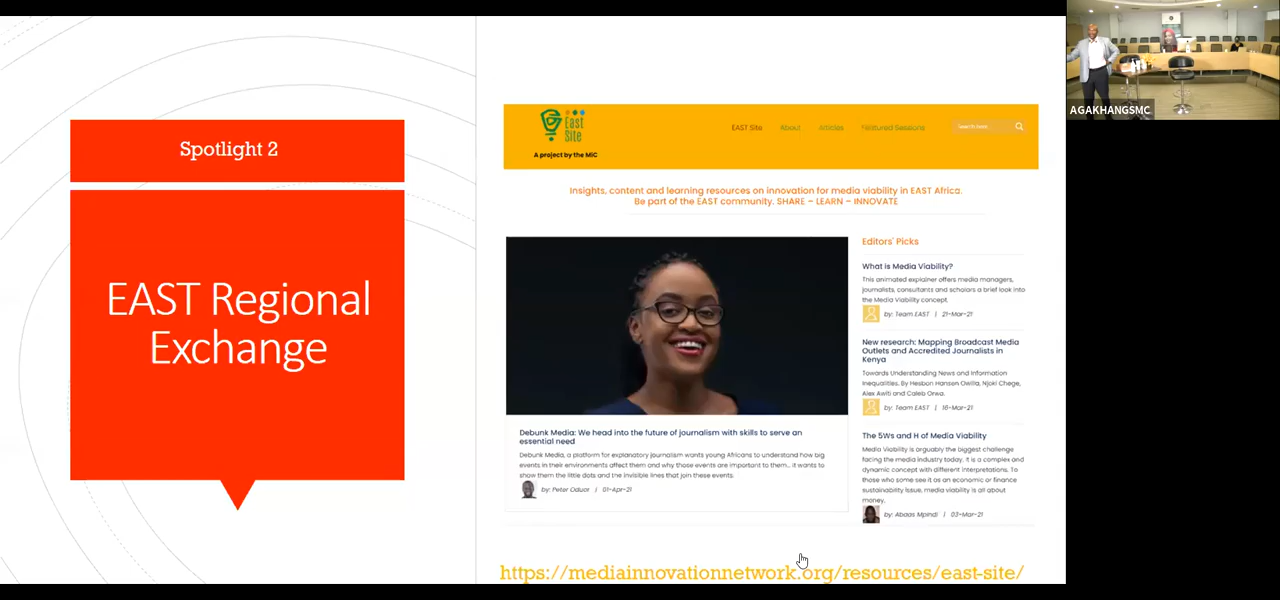 Spotlight 2
EAST Regional
Exchange
East
Site
A project by the MiC
EAST Site
About
Articles
Featured Sessions
Insights, content and learning resources on innovation for media viability in EAST Africa.
Be part of the EAST community. SHARE – LEARN – INNOVATE
Debunk Media: We head into the future of journalism with skills to serve an
essential need
Debunk Media, a platform for explanatory journalism wants young Africans to understand how big
events in their environments affect them and why those events are important to them... It wants to
show them the little dots and the invisible lines that join these events.
by: Peter Oduor | 01-Apr-21
Editors' Picks
What is Media Viability?
This animated explainer offers media managers,
journalists, consultants and scholars a brief look into
the Media Viability concept.
by: Team EAST | 21-Mar-21
New research: Mapping Broadcast Media
Outlets and Accredited Journalists in
Kenya
Towards Understanding News and Information
Inequalities. By Hesbon Hansen Owilla, Njoki Chege,
Alex Awiti and Caleb Orwa.
by: Team EAST | 16-Mar-21
The 5Ws and H of Media Viability
Media Viability is arguably the biggest challenge
facing the media industry today. It is a complex and
dynamic concept with different interpretations. To
those who some see it as an economic or finance
sustainability issue, media viability is all about
money.
by: Abaas Mpindi | 03-Mar-21
https://mediainnovationnetwork.org/resources/east-site/
AGAKHANGSMC